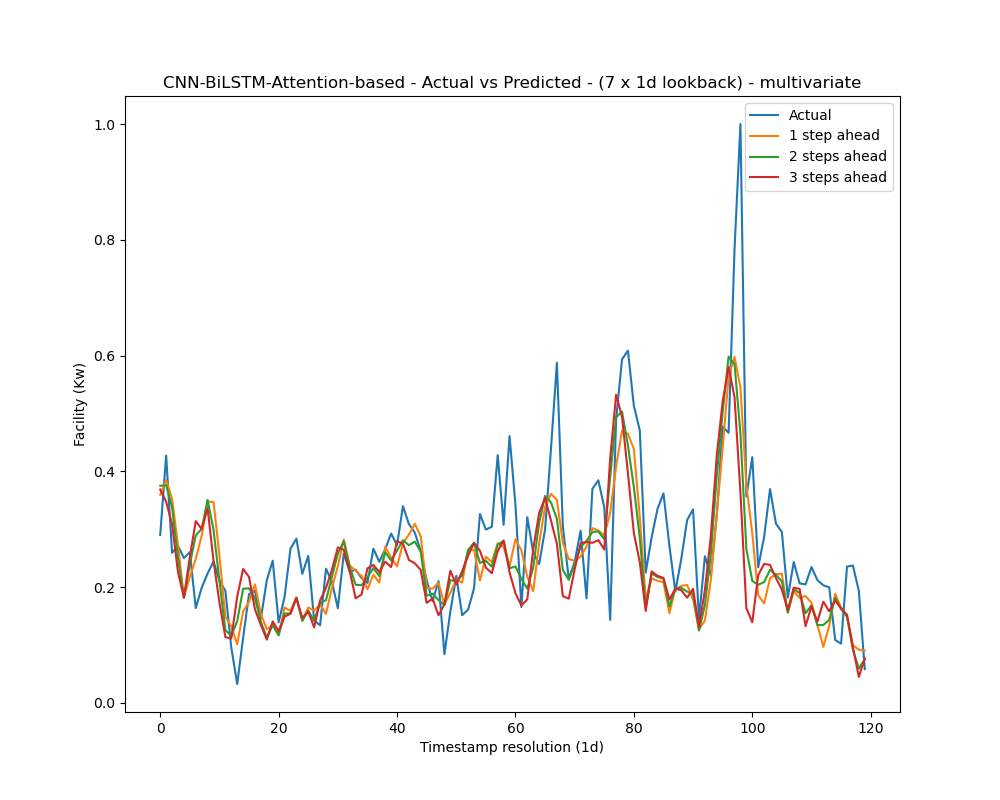 CNN-BiLSTM-Attention-based - Actual vs Predicted - (7 x 1d lookback) - multivariate
Actual
1 step ahead
2 steps ahead
3 steps ahead
1.0
0.8
0.6
0.4
0.2
0.0
Facility (Kw)
0 20 40 60 80 100 120
Timestamp resolution (1d)